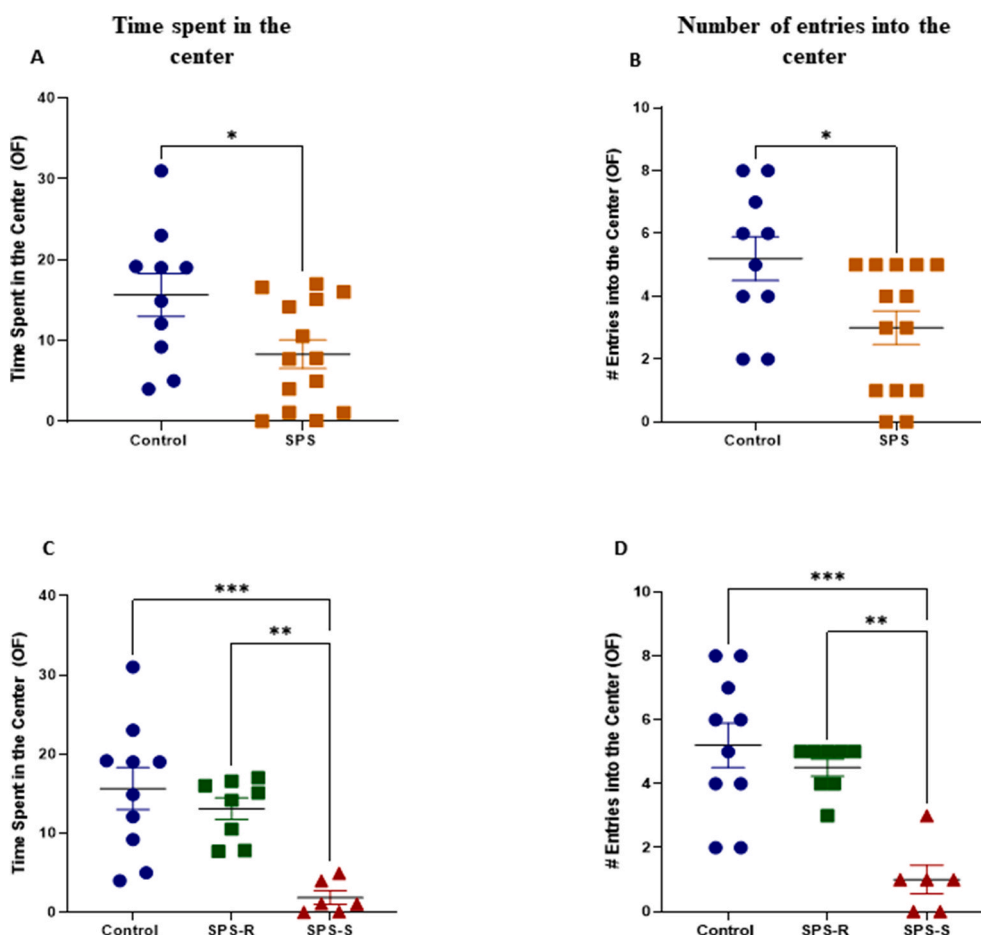 Time spent in the
center
Number of entries into the
center
A
B
Time Spent in the Center (OF)
40
30
20
10
0
*
Control
SPS
# Entries into the Center (OF)
10
8
6
4
2
0
*
Control
SPS
C
D
Time Spent in the Center (OF)
40
30
20
10
0
***
**
Control
SPS-R
SPS-S
# Entries into the Center (OF)
10
8
6
4
2
0
***
**
Control
SPS-R
SPS-S